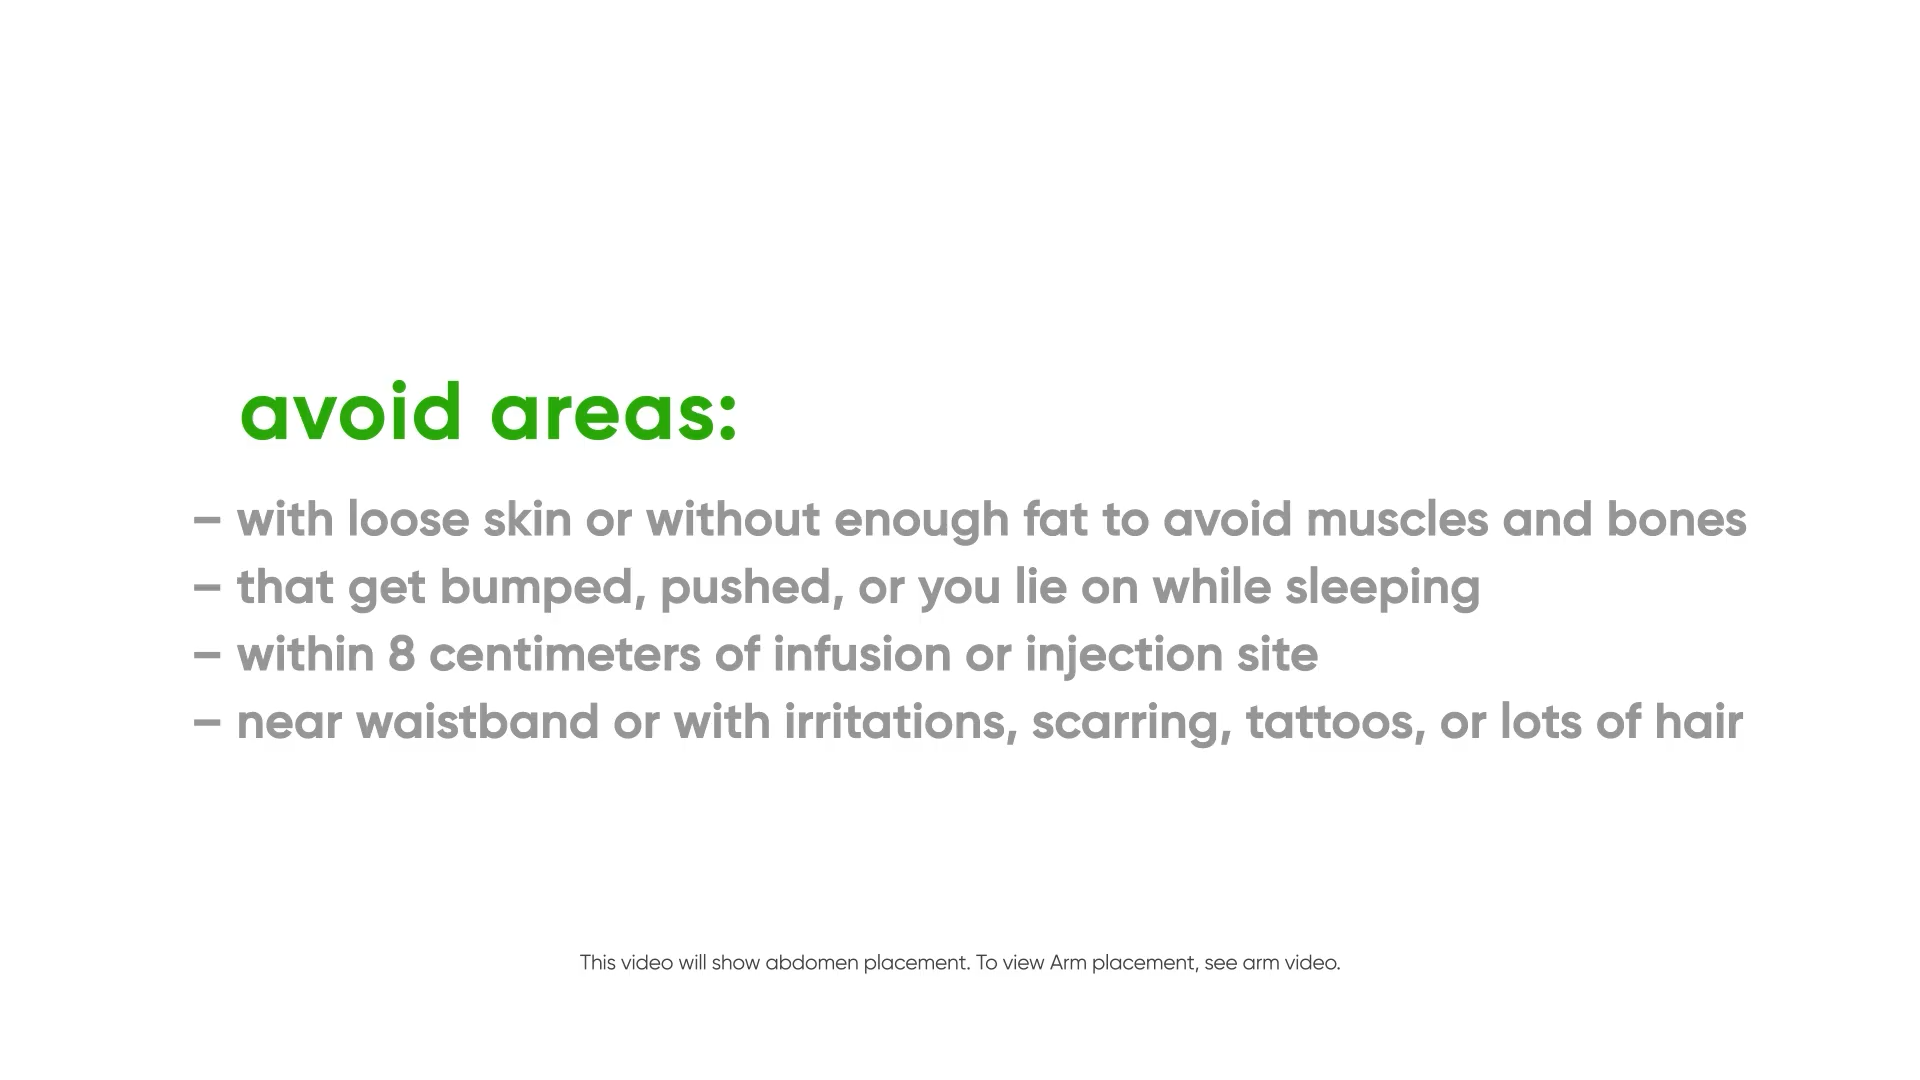 avoid areas:
– with loose skin or without enough fat to avoid muscles and bones
– that get bumped, pushed, or you lie on while sleeping
– within 8 centimeters of infusion or injection site
– near waistband or with irritations, scarring, tattoos, or lots of hair
This video will show abdomen placement. To view Arm placement, see arm video.